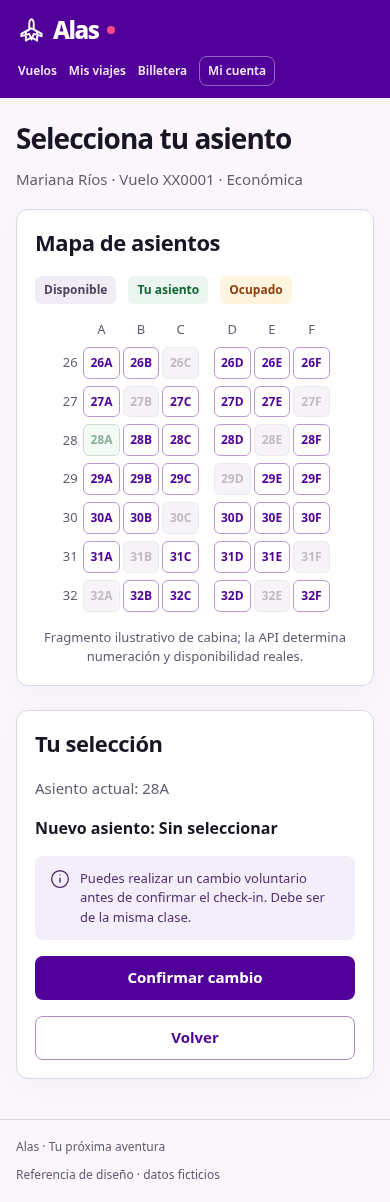 Alas
Vuelos Mis viajes Billetera Mi cuenta
Selecciona tu asiento
Mariana Ríos · Vuelo XX0001 · Económica
Mapa de asientos
Disponible Tu asiento Ocupado
A B C D E F
26 26A 26B 26C 26D 26E 26F
27 27A 27B 27C 27D 27E 27F
28 28A 28B 28C 28D 28E 28F
29 29A 29B 29C 29D 29E 29F
30 30A 30B 30C 30D 30E 30F
31 31A 31B 31C 31D 31E 31F
32 32A 32B 32C 32D 32E 32F
Fragmento ilustrativo de cabina; la API determina
numeración y disponibilidad reales.
Tu selección
Asiento actual: 28A
Nuevo asiento: Sin seleccionar
Puedes realizar un cambio voluntario
antes de confirmar el check-in. Debe ser
de la misma clase.
Confirmar cambio
Volver
Alas · Tu próxima aventura
Referencia de diseño · datos ficticios